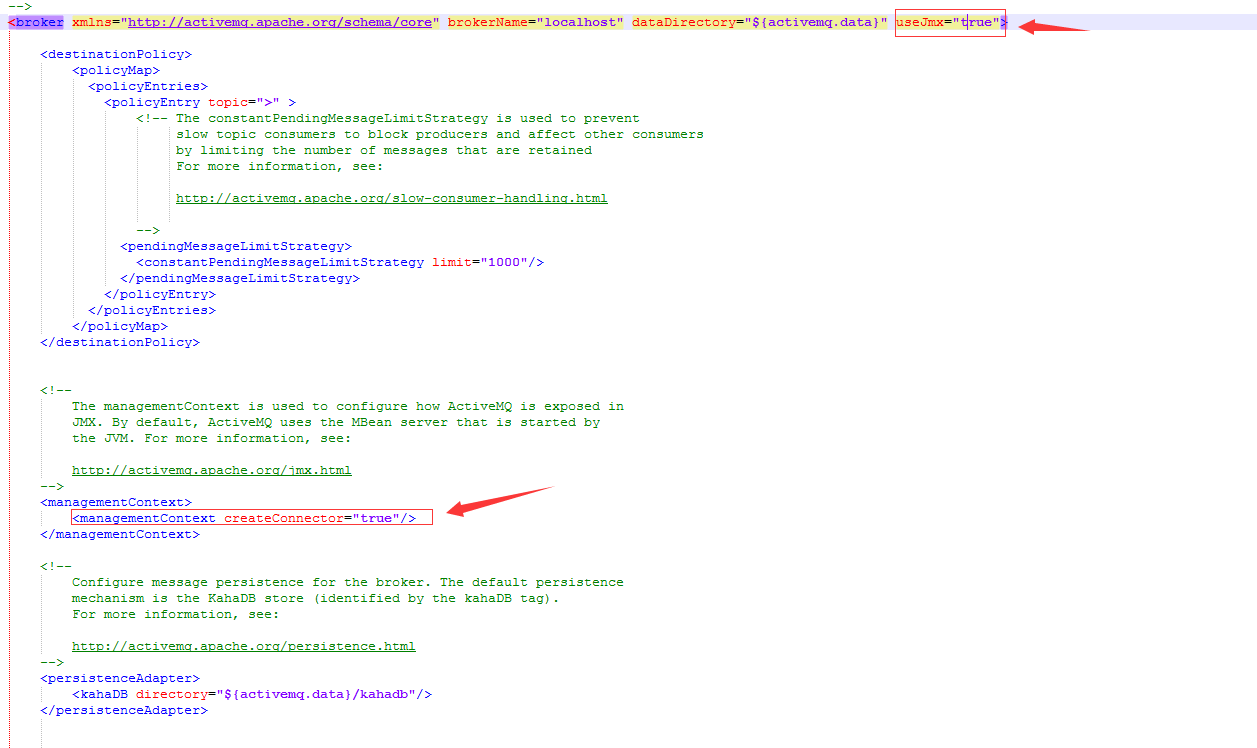 -->
<broker xmlns="http://activemq.apache.org/schema/core" brokerName="localhost" dataDirectory="${activemq.data}" useJmx="true">
<destinationPolicy>
<policyMap>
<policyEntries>
<policyEntry topic=">" >
<!-- The constantPendingMessageLimitStrategy is used to prevent
slow topic consumers to block producers and affect other consumers
by limiting the number of messages that are retained
For more information, see:
http://activemq.apache.org/slow-consumer-handling.html
-->
<pendingMessageLimitStrategy>
<constantPendingMessageLimitStrategy limit="1000"/>
</pendingMessageLimitStrategy>
</policyEntry>
</policyEntries>
</policyMap>
</destinationPolicy>
<!--
The managementContext is used to configure how ActiveMQ is exposed in
JMX. By default, ActiveMQ uses the MBean server that is started by
the JVM. For more information, see:
http://activemq.apache.org/jmx.html
-->
<managementContext>
<managementContext createConnector="true"/>
</managementContext>
<!--
Configure message persistence for the broker. The default persistence
mechanism is the KahaDB store (identified by the kahaDB tag).
For more information, see:
http://activemq.apache.org/persistence.html
-->
<persistenceAdapter>
<kahaDB directory="${activemq.data}/kahadb"/>
</persistenceAdapter>